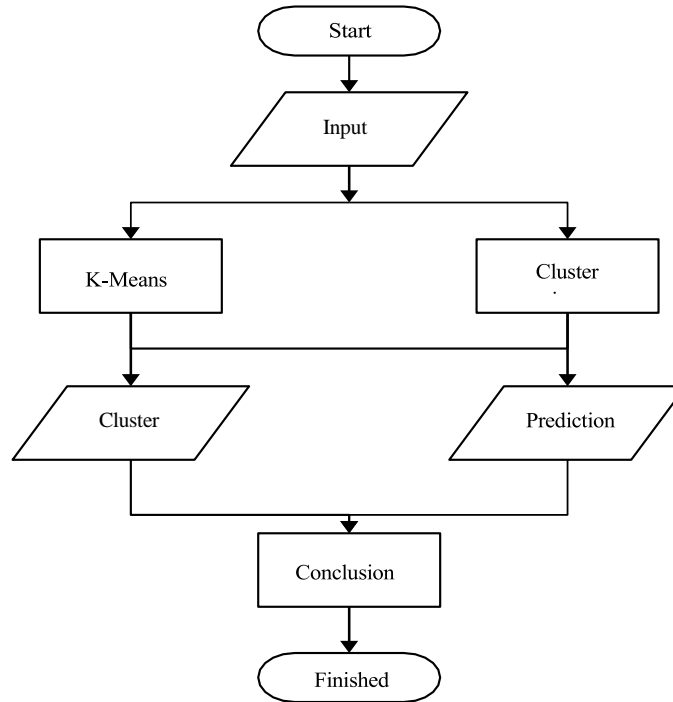 Start
Input
K-Means
Cluster
Cluster
Prediction
Conclusion
Finished